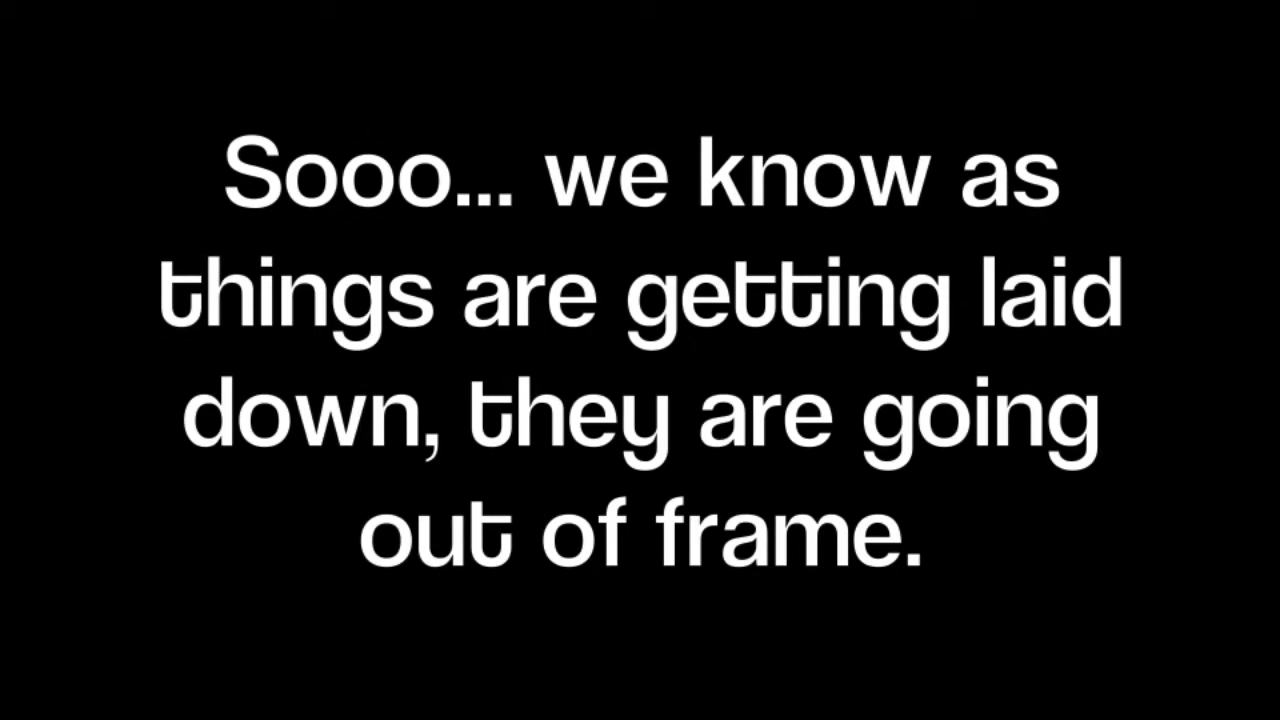 Sooo... we know as
things are getting laid
down, they are going
out of frame.